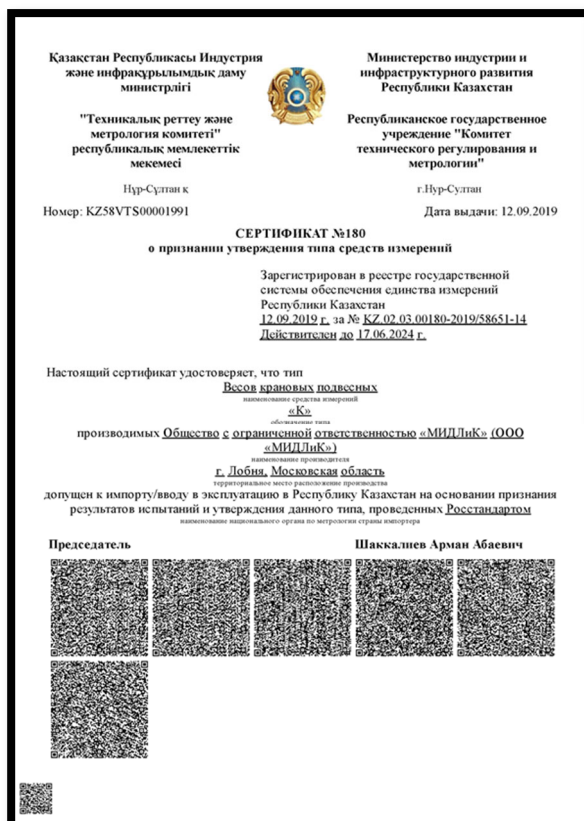 Қазақстан Республикасы Индустрия
және инфрақұрылымдық даму
министрлігі
Министерство индустрии и
инфраструктурного развития
Республики Казахстан
"Техникалық реттеу және
метрология комитеті"
республикалық мемлекеттік
мекемесі
Республиканское государственное
учреждение "Комитет
технического регулирования и
метрологии"
Нұр-Сұлтан қ
г.Нур-Султан
Номер: KZ58VTS00001991
Дата выдачи: 12.09.2019
СЕРТИФИКАТ №180
о признании утверждения типа средств измерений
Зарегистрирован в реестре государственной
системы обеспечения единства измерений
Республики Казахстан
12.09.2019 г. за № KZ.02.03.00180-2019/58651-14
Действителен до 17.06.2024 г.
Настоящий сертификат удостоверяет, что тип
Весов крановых подвесных
наименование средства измерений
«К»
обозначение типа
производимых Общество с ограниченной ответственностью «МИДЛиК» (ООО
«МИДЛиК»)
наименование производителя
г. Лобня, Московская область
территориальное место расположение производства
допущен к импорту/вводу в эксплуатацию в Республику Казахстан на основании признания
результатов испытаний и утверждения данного типа, проведенных Росстандартом
наименование национального органа по метрологии страны импортера
Председатель
Шаккалиев Арман Абаевич